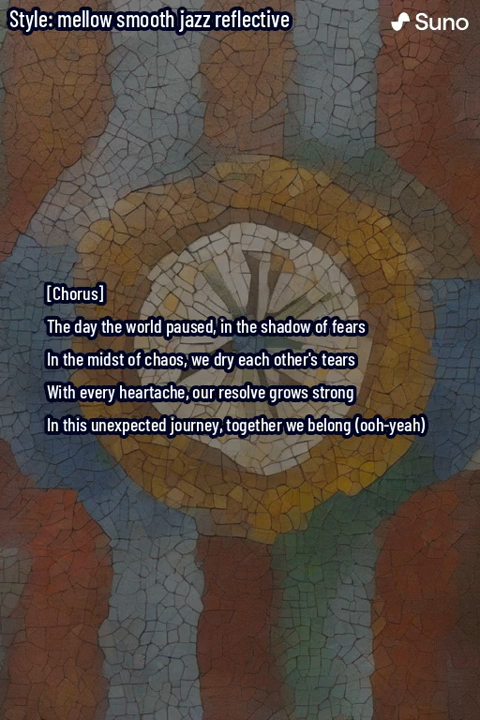 Style: mellow smooth jazz reflective
Suno
[Chorus]
The day the world paused, in the shadow of fears
In the midst of chaos, we dry each other's tears
With every heartache, our resolve grows strong
In this unexpected journey, together we belong (ooh-yeah)